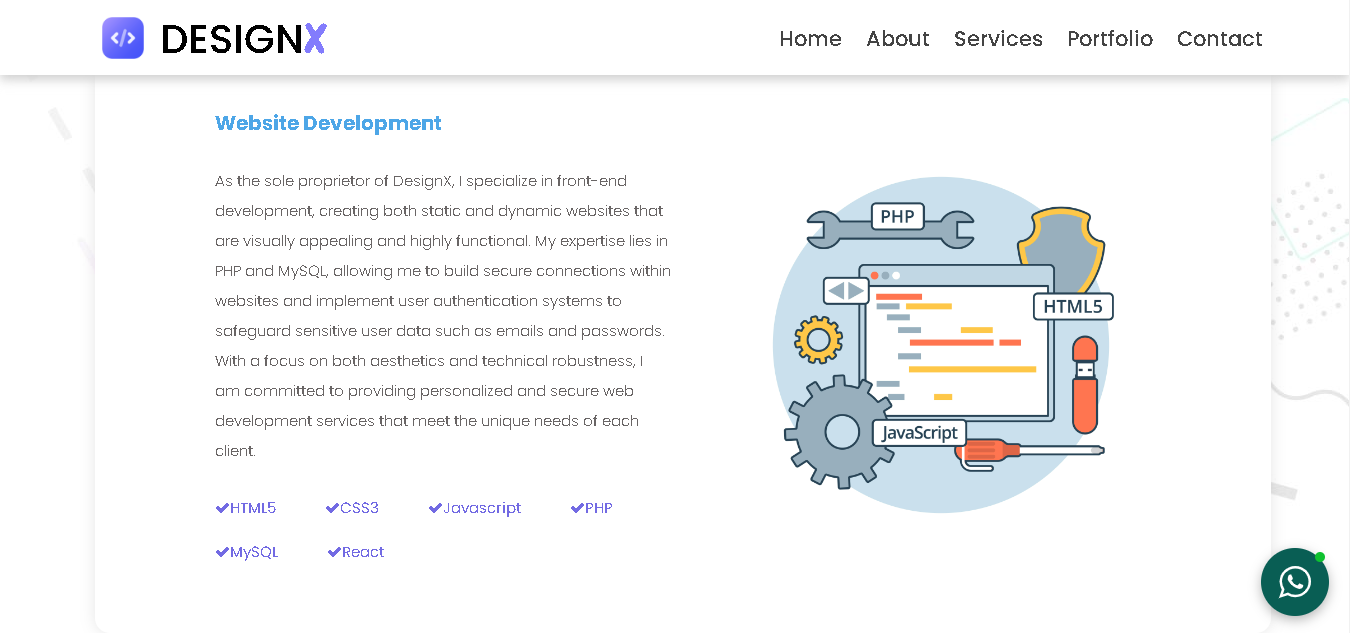 DESIGNX
Home About Services Portfolio Contact
Website Development
As the sole proprietor of DesignX, I specialize in front-end
development, creating both static and dynamic websites that
are visually appealing and highly functional. My expertise lies in
PHP and MySQL, allowing me to build secure connections within
websites and implement user authentication systems to
safeguard sensitive user data such as emails and passwords.
With a focus on both aesthetics and technical robustness, I
am committed to providing personalized and secure web
development services that meet the unique needs of each
client.
HTML5 CSS3 Javascript PHP
MySQL React
PHP
HTML5
JavaScript